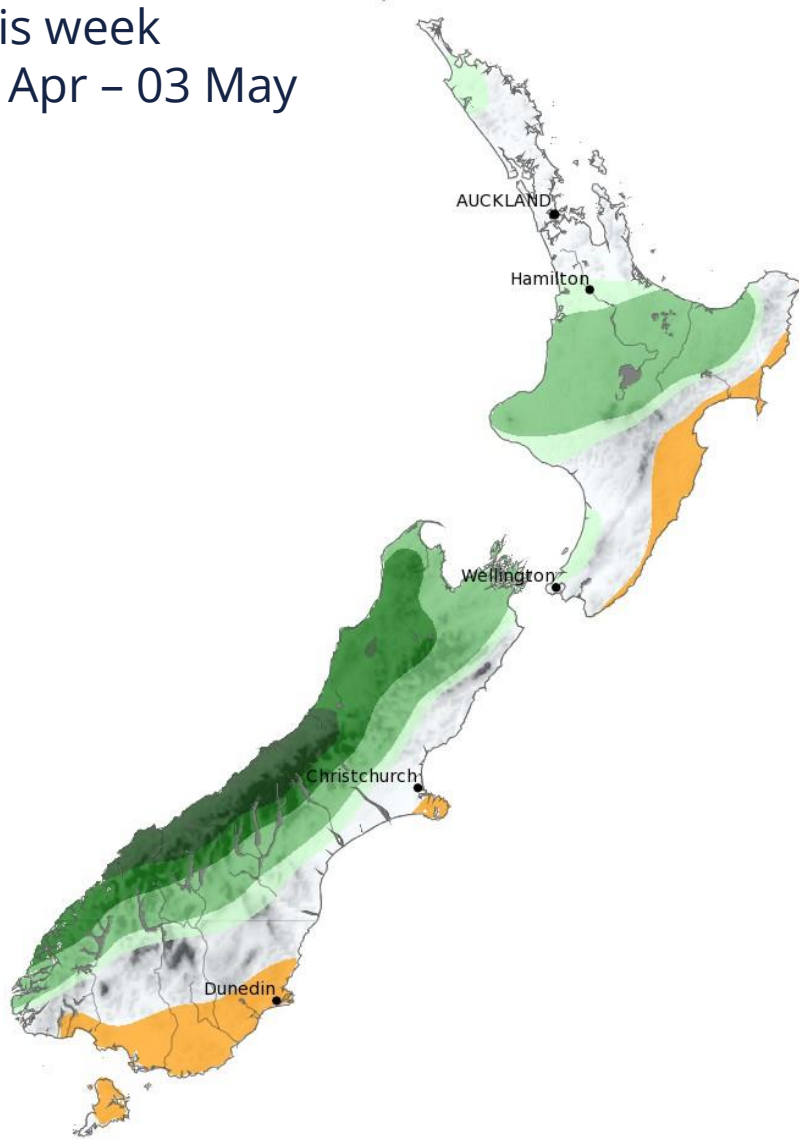 is week
Apr – 03 May
AUCKLAND
Hamilton
Wellington
Christchurch
Dunedin